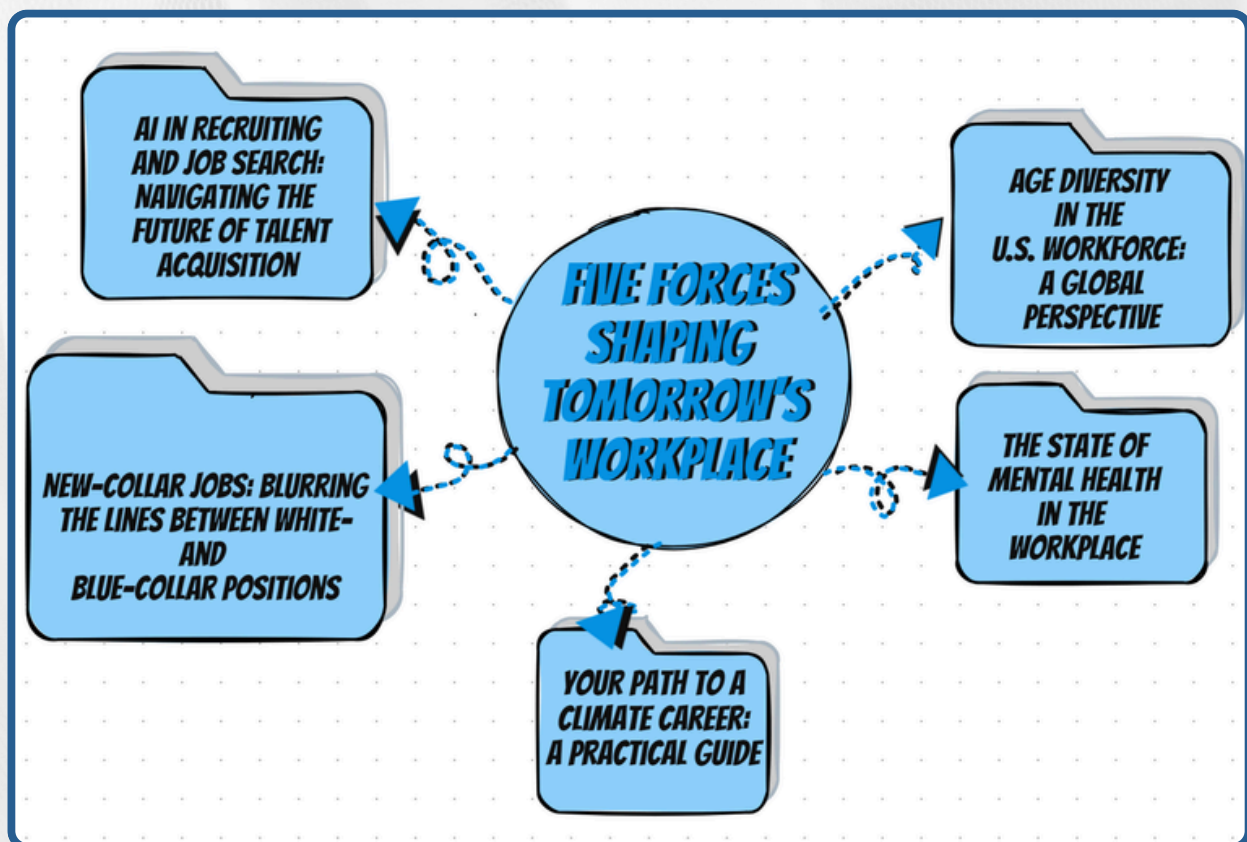 AI IN RECRUITING
AND JOB SEARCH:
NAVIGATING THE
FUTURE OF TALENT
ACQUISITION
AGE DIVERSITY
IN THE
U.S. WORKFORCE:
A GLOBAL
PERSPECTIVE
FIVE FORCES
SHAPING
TOMORROW'S
WORKPLACE
NEW-COLLAR JOBS: BLURRING
THE LINES BETWEEN WHITE-
AND
BLUE-COLLAR POSITIONS
THE STATE OF
MENTAL HEALTH
IN THE
WORKPLACE
YOUR PATH TO A
CLIMATE CAREER:
A PRACTICAL GUIDE